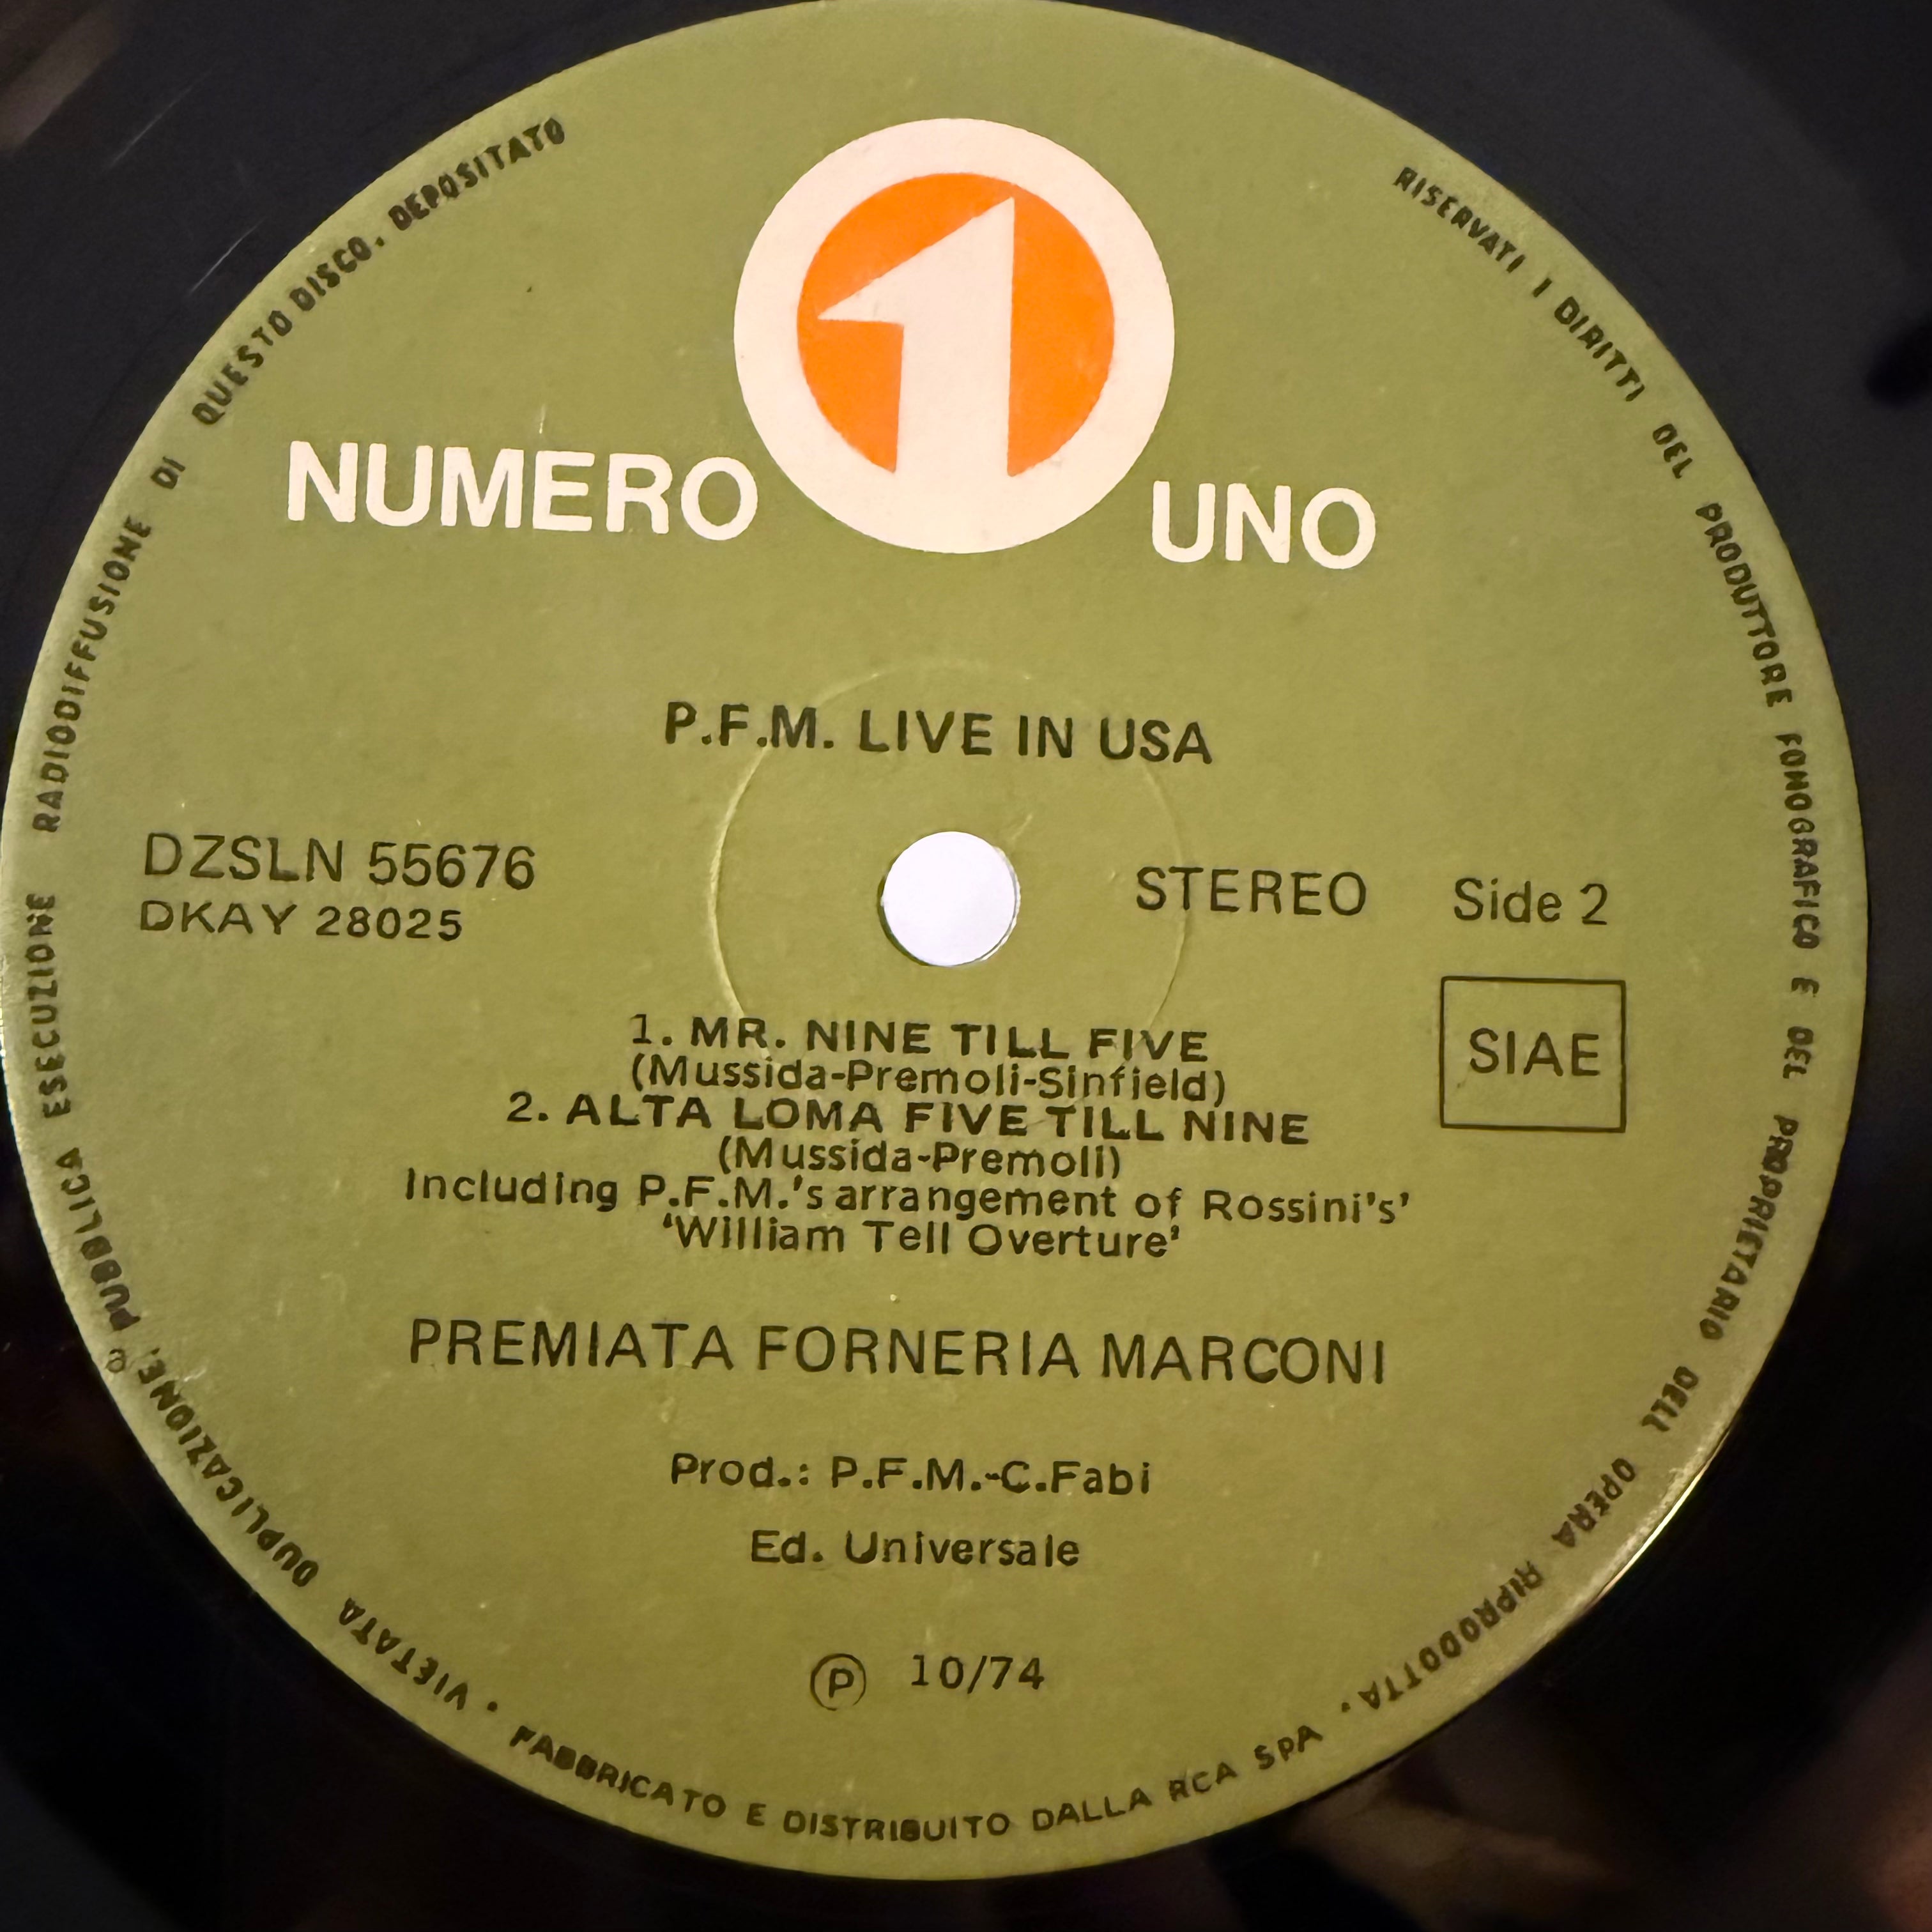 NUMERO 1 UNO
P.F.M. LIVE IN USA
DZSLN 55676
DKAY 28025
STEREO Side 2
SIAE
1. MR. NINE TILL FIVE
(Mussida-Premoli-Sinfield)
2. ALTA LOMA FIVE TILL NINE
(Mussida-Premoli)
Including P.F.M.'s arrangement of Rossini's'
'William Tell Overture'
PREMIATA FORNERIA MARCONI
Prod.: P.F.M.-C.Fabi
Ed. Universale
Ⓟ 10/74
RISERVATI I DIRITTI DEL PRODUTTORE FONOGRAFICO E DEL PROPRIETARIO DELL OPERA RIPRODOTTA. FABBRICATO E DISTRIBUITO DALLA RCA SPA . VIETATA DUPLICAZIONE, PUBBLICA ESECUZIONE e RADIODIFFUSIONE DI QUESTO DISCO. DEPOSITATO